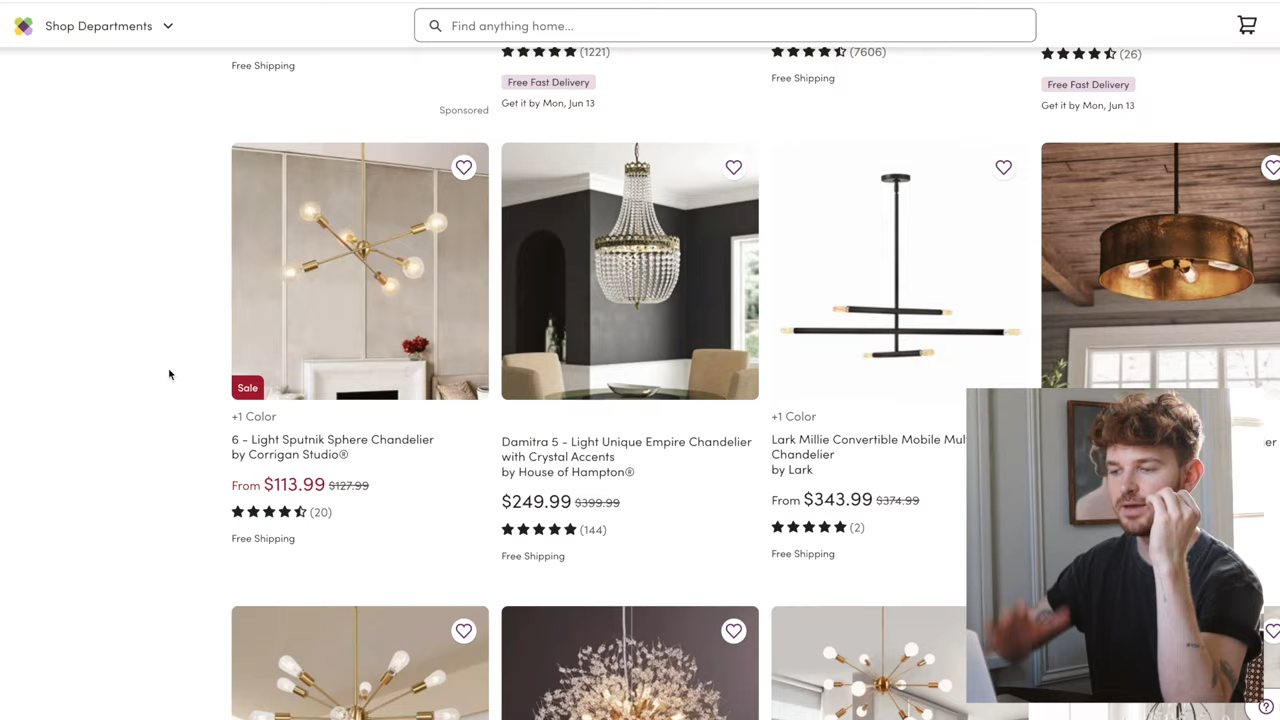 Shop Departments
Find anything home...
Free Shipping
Sponsored
(1221)
Free Fast Delivery
Get it by Mon, Jun 13
(7606)
Free Shipping
(26)
Free Fast Delivery
Get it by Mon, Jun 13
Sale
+1 Color
6 - Light Sputnik Sphere Chandelier
by Corrigan Studio®
From $113.99 $127.99
(20)
Free Shipping
Damitra 5 - Light Unique Empire Chandelier
with Crystal Accents
by House of Hampton®
$249.99 $399.99
(144)
Free Shipping
+1 Color
Lark Millie Convertible Mobile Mul
Chandelier
by Lark
From $343.99 $374.99
(2)
Free Shipping
er
?